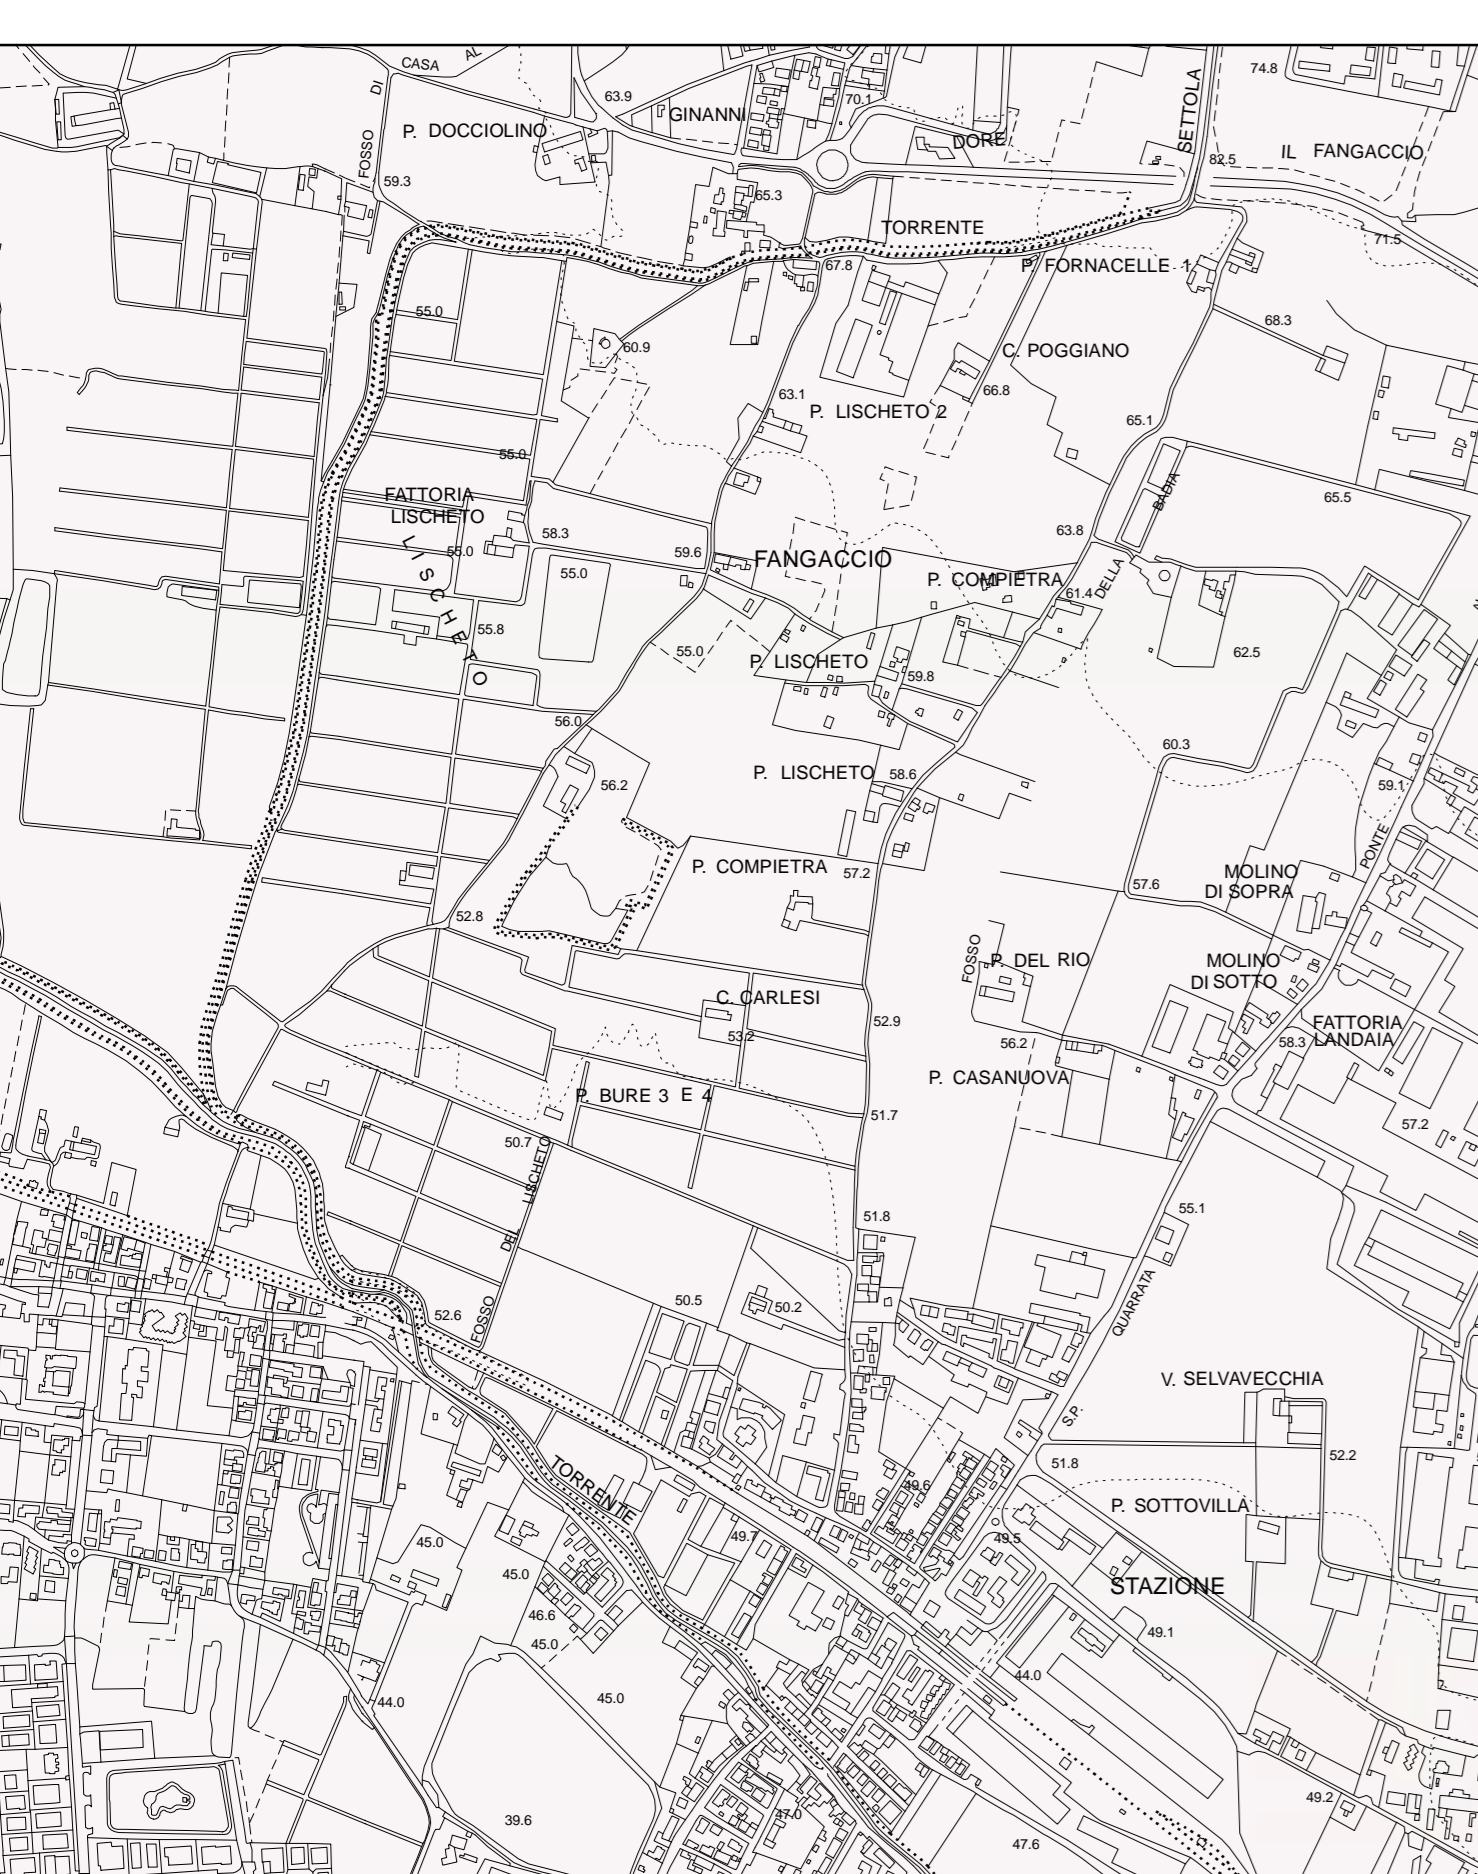 CASA AL
74.8
63.9
SETTOLA
DI
70.1
GINANNI
P. DOCCIOLINO
DORE
IL FANGACCIO
FOSSO
82.5
59.3
65.3
TORRENTE
71.5
67.8
P. FORNACELLE 1
55.0
68.3
60.9
C. POGGIANO
63.1
66.8
P. LISCHETO 2
65.1
55.0
BADIA
65.5
FATTORIA
LISCHETO
58.3
63.8
55.0
59.6
FANGACCIO
LISCHETO
55.0
P. COMPIETRA
DELLA
61.4
55.8
55.0
P. LISCHETO
62.5
59.8
56.0
60.3
P. LISCHETO
58.6
56.2
59.1
PONTE
P. COMPIETRA
57.2
MOLINO
DI SOPRA
57.6
52.8
FOSSO
P. DEL RIO
MOLINO
DI SOTTO
C. CARLESI
52.9
53.2
56.2
FATTORIA
LANDAIA
58.3
P. CASANUOVA
P. BURE 3 E 4
51.7
57.2
50.7
FOSSO DEL LISCHETO
51.8
55.1
QUARRATA
50.5
50.2
52.6
V. SELVAVECCHIA
S.P.
52.2
51.8
TORRENTE
49.6
P. SOTTOVILLA
49.7
49.5
45.0
45.0
STAZIONE
46.6
49.1
45.0
44.0
45.0
44.0
49.2
47.0
39.6
47.6